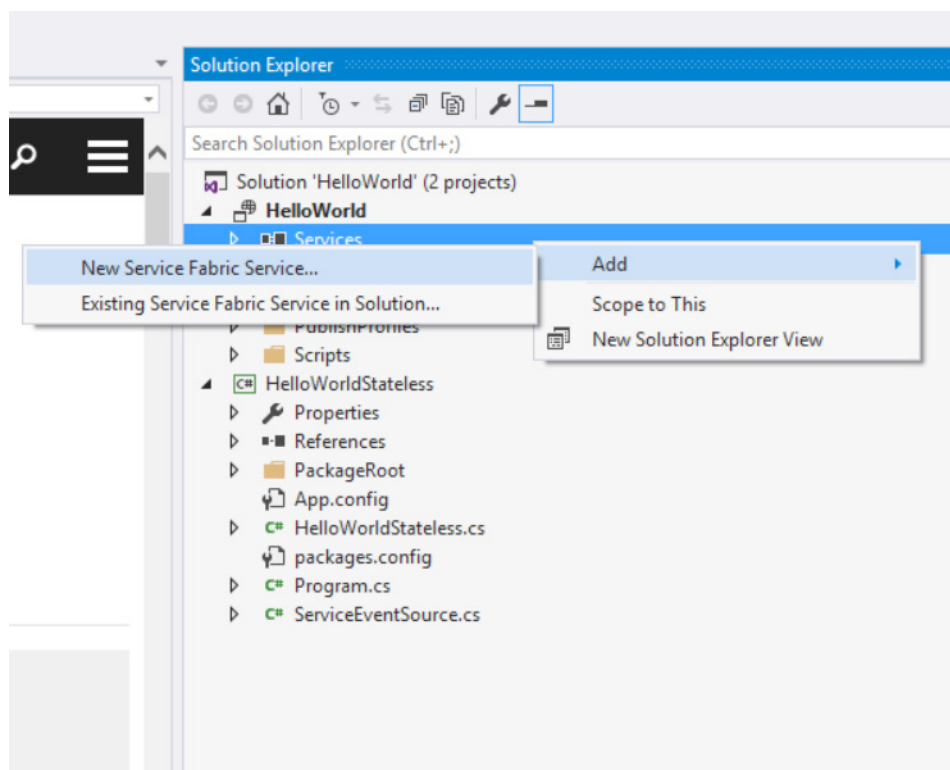 Solution Explorer
Search Solution Explorer (Ctrl+;)
Solution 'HelloWorld' (2 projects)
HelloWorld
Services
New Service Fabric Service...
Add
Existing Service Fabric Service in Solution...
Scope to This
PublishProfiles
New Solution Explorer View
Scripts
C# HelloWorldStateless
Properties
References
PackageRoot
App.config
C# HelloWorldStateless.cs
packages.config
C# Program.cs
C# ServiceEventSource.cs